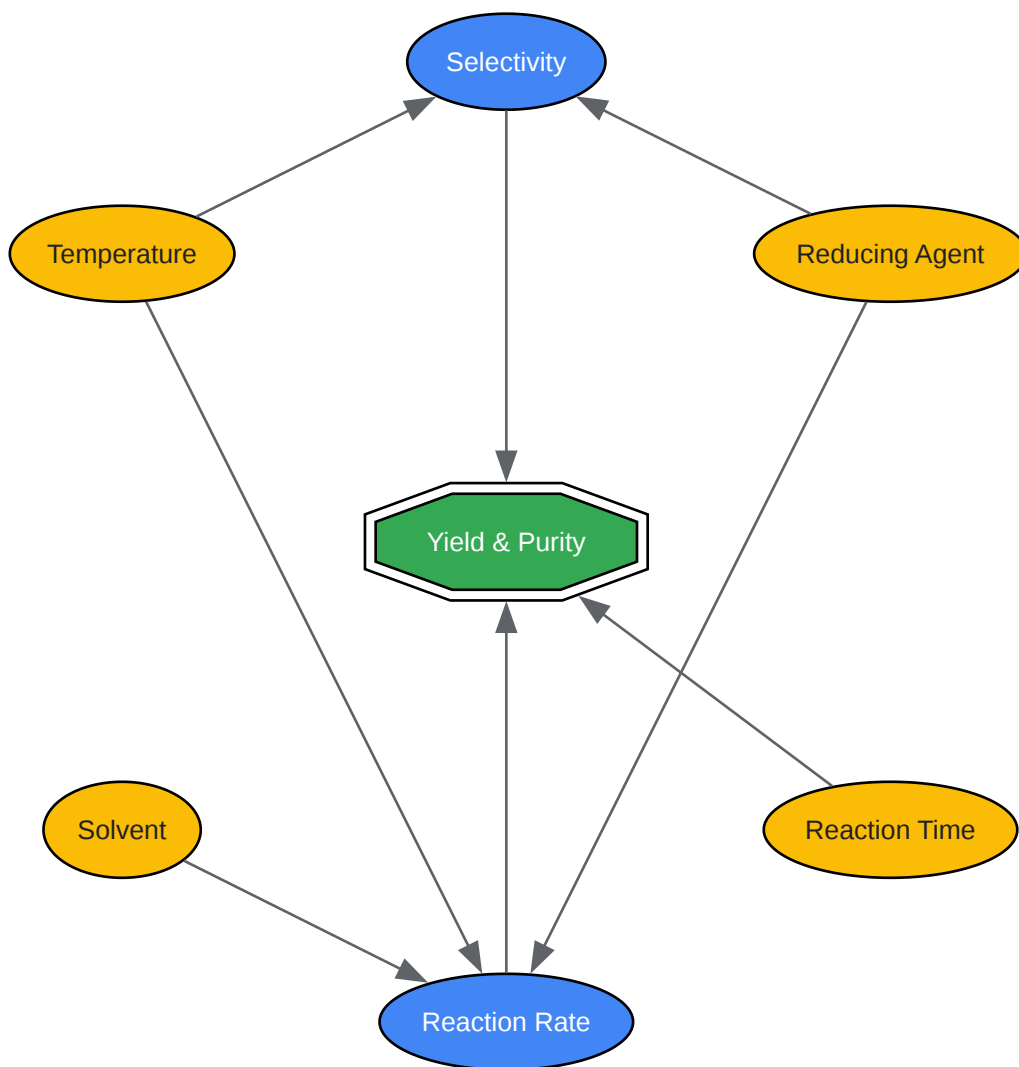 Selectivity
Temperature
Reducing Agent
Yield & Purity
Solvent
Reaction Time
Reaction Rate